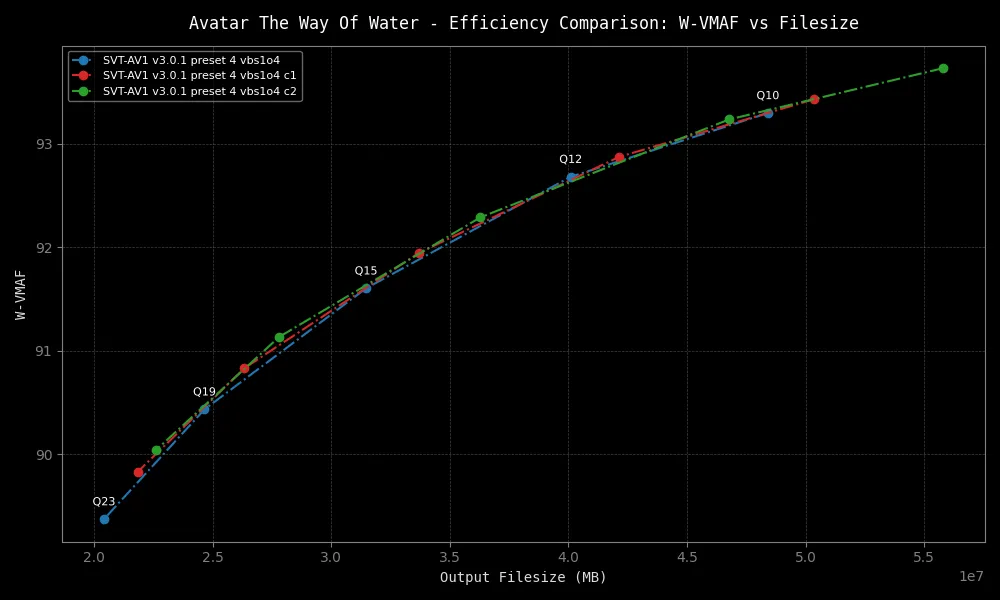 Avatar The Way Of Water - Efficiency Comparison: W-VMAF vs Filesize
SVT-AV1 v3.0.1 preset 4 vbs1o4
SVT-AV1 v3.0.1 preset 4 vbs1o4 c1
SVT-AV1 v3.0.1 preset 4 vbs1o4 c2
Q10
93
Q12
92
Q15
W-VMAF
91
Q19
90
Q23
2.0 2.5 3.0 3.5 4.0 4.5 5.0 5.5
1e7
Output Filesize (MB)